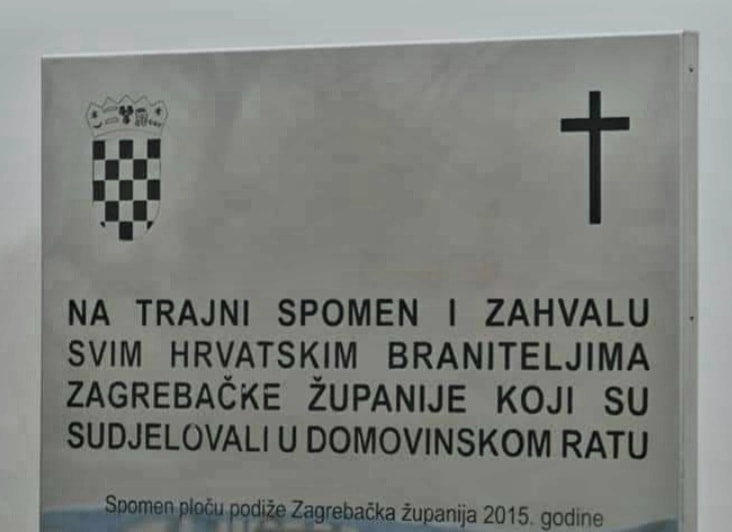 NA TRAJNI SPOMEN I ZAHVALU
SVIM HRVATSKIM BRANITELJIMA
ZAGREBAČKE ŽUPANIJE KOJI SU
SUDJELOVALI U DOMOVINSKOM RATU
Spomen ploču podiže Zagrebačka županija 2015. godine